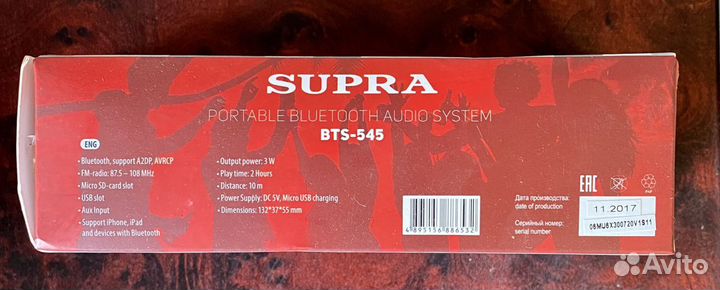 SUPRA
PORTABLE BLUETOOTH AUDIO SYSTEM
BTS-545
ENG
• Bluetooth, support A2DP, AVRCP
• FM-radio: 87.5 – 108 MHz
• Micro SD-card slot
• USB slot
• Aux Input
• Support iPhone, iPad
and devices with Bluetooth
• Output power: 3 W
• Play time: 2 Hours
• Distance: 10 m
• Power Supply: DC 5V, Micro USB charging
• Dimensions: 132*37*55 mm
4895156886532
EAC
PAP
Дата производства:
date of production
11.2017
Серийный номер:
serial number
06MU6X300720V1911
Avito